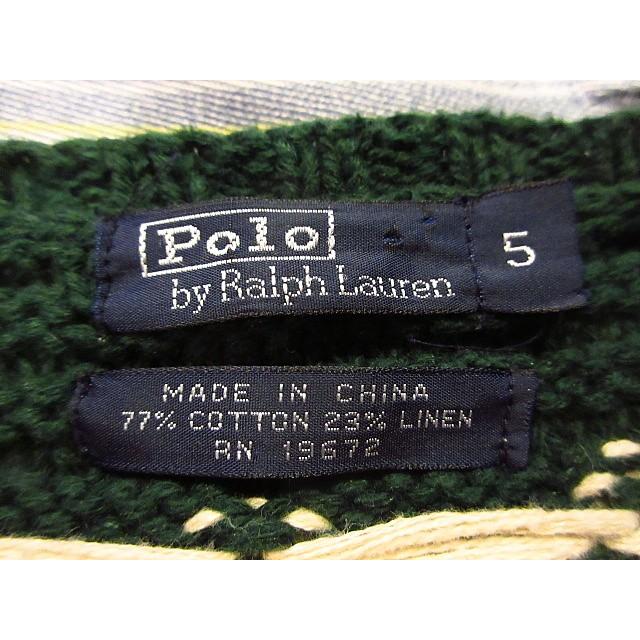 Polo
by Ralph Lauren
5
MADE IN CHINA
77% COTTON 23% LINEN
RN 19672